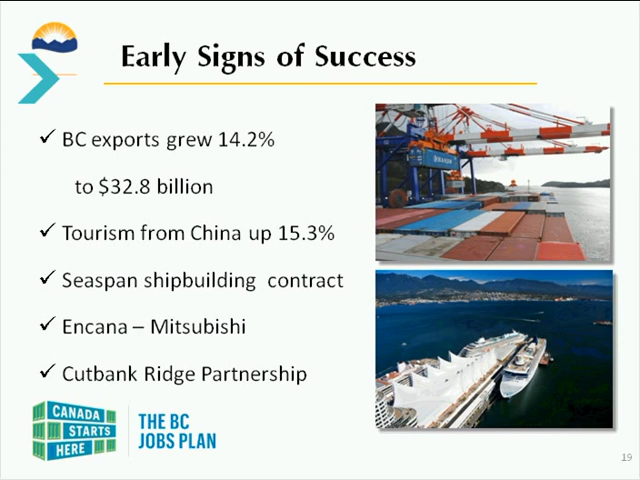 Early Signs of Success
✓ BC exports grew 14.2%
to $32.8 billion
✓ Tourism from China up 15.3%
✓ Seaspan shipbuilding contract
✓ Encana – Mitsubishi
✓ Cutbank Ridge Partnership
CANADA
STARTS
HERE
THE BC
JOBS PLAN
19